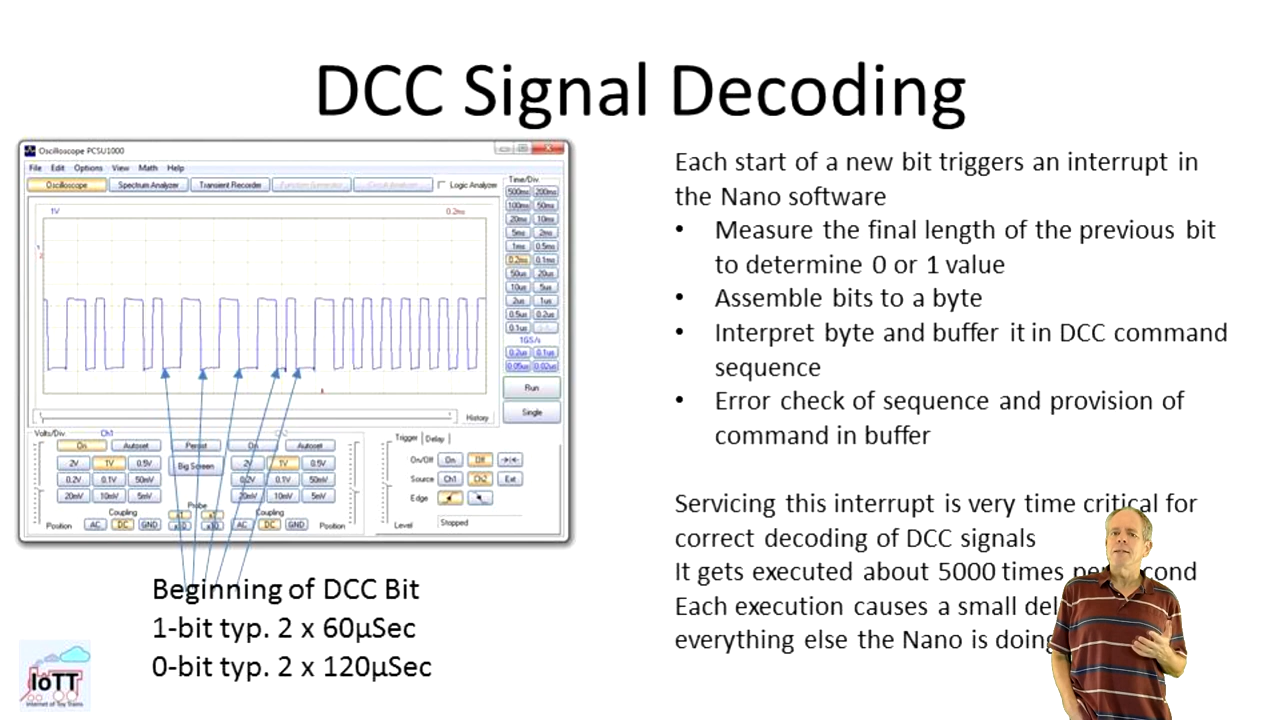 DCC Signal Decoding
Oscilloscope PCSU1000
File Edit Options View Math Help
Oscilloscope Spectrum Analyzer Transient Recorder Logic Analyzer
Time/Div.
500ms 200ms
100ms 50ms
20ms 10ms
5ms 2ms
1ms 0.5ms
0.2ms 0.1ms
50us 20us
10us 5us
2us 1us
0.5us 0.2us
0.1us
1GS/s
0.2us 0.1us
0.05us 0.02us
Run
Single
1V 0.2ms
1
2
History
Volts/Div. Ch1 Ch2
On Autoset Persist On Autoset
2V 1V 0.5V Big Screen 2V 1V 0.5V
0.2V 0.1V 50mV 0.2V 0.1V 50mV
20mV 10mV 5mV 20mV 10mV 5mV
Coupling Probe Coupling
x1 x1
Position AC DC GND x10 x10 AC DC GND Position
Trigger Delay
On/Off On Off
Source Ch1 Ch2 Ext
Edge
Level Stopped
Beginning of DCC Bit
1-bit typ. 2 x 60µSec
0-bit typ. 2 x 120µSec
IoTT
Internet of Toy Trains
Each start of a new bit triggers an interrupt in
the Nano software
• Measure the final length of the previous bit
to determine 0 or 1 value
• Assemble bits to a byte
• Interpret byte and buffer it in DCC command
sequence
• Error check of sequence and provision of
command in buffer
Servicing this interrupt is very time critical for
correct decoding of DCC signals
It gets executed about 5000 times per second
Each execution causes a small del
everything else the Nano is doing